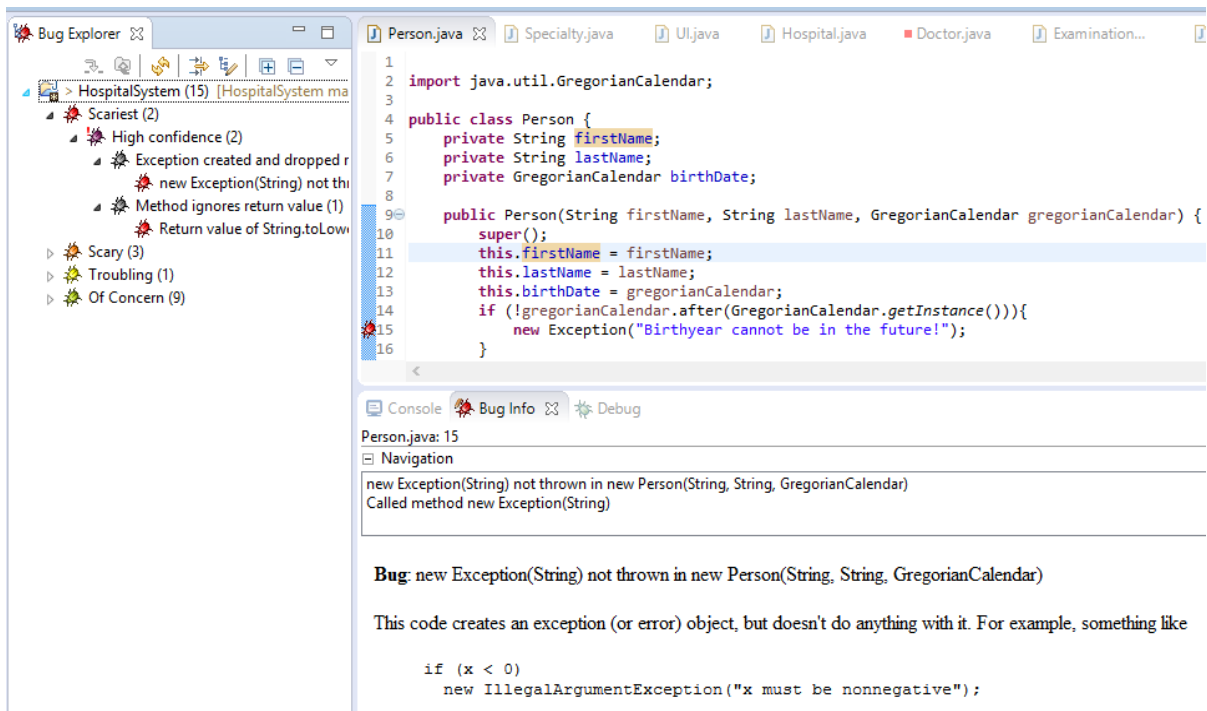 Bug Explorer
> HospitalSystem (15) [HospitalSystem ma
Scariest (2)
High confidence (2)
Exception created and dropped r
new Exception(String) not thr
Method ignores return value (1)
Return value of String.toLow
Scary (3)
Troubling (1)
Of Concern (9)
Person.java Specialty.java UI.java Hospital.java Doctor.java Examination...
1
2 import java.util.GregorianCalendar;
3
4 public class Person {
5 private String firstName;
6 private String lastName;
7 private GregorianCalendar birthDate;
8
9 public Person(String firstName, String lastName, GregorianCalendar gregorianCalendar) {
10 super();
11 this.firstName = firstName;
12 this.lastName = lastName;
13 this.birthDate = gregorianCalendar;
14 if (!gregorianCalendar.after(GregorianCalendar.getInstance())){
15 new Exception("Birthyear cannot be in the future!");
16 }
Console Bug Info Debug
Person.java: 15
Navigation
new Exception(String) not thrown in new Person(String, String, GregorianCalendar)
Called method new Exception(String)
Bug: new Exception(String) not thrown in new Person(String, String, GregorianCalendar)
This code creates an exception (or error) object, but doesn't do anything with it. For example, something like
if (x < 0)
new IllegalArgumentException("x must be nonnegative");